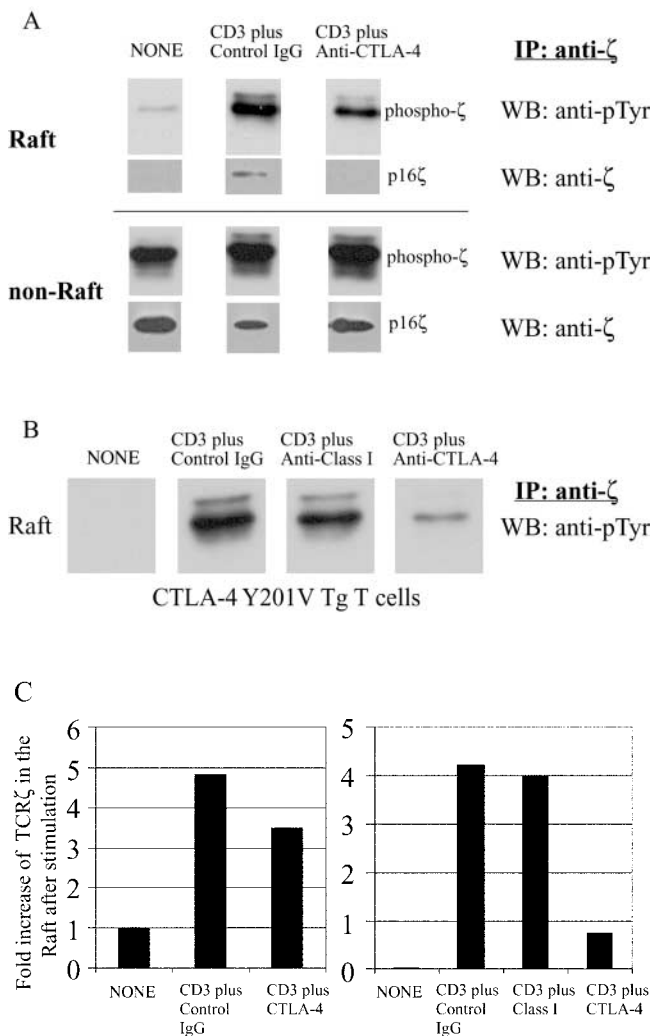 A
NONE
CD3 plus
Control IgG
CD3 plus
Anti-CTLA-4
IP: anti-ζ
Raft
phospho-ζ
WB: anti-pTyr
p16ζ
WB: anti-ζ
non-Raft
phospho-ζ
WB: anti-pTyr
p16ζ
WB: anti-ζ
B
NONE
CD3 plus
Control IgG
CD3 plus
Anti-Class I
CD3 plus
Anti-CTLA-4
IP: anti-ζ
Raft
WB: anti-pTyr
CTLA-4 Y201V Tg T cells
C
Fold increase of TCRζ in the
Raft after stimulation
6
5
4
3
2
1
0
NONE
CD3 plus
Control
IgG
CD3 plus
CTLA-4
5
4
3
2
1
0
NONE
CD3 plus
Control
IgG
CD3 plus
Class I
CD3 plus
CTLA-4